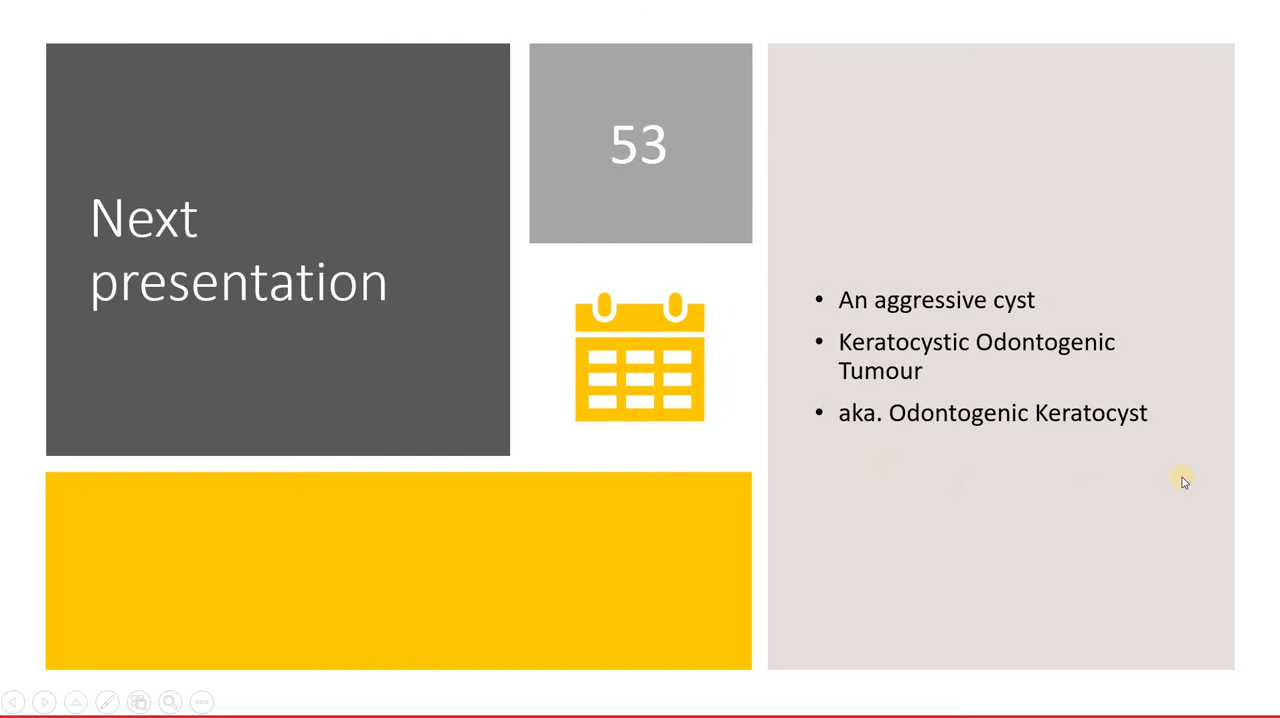 Next
presentation
53
• An aggressive cyst
• Keratocystic Odontogenic
Tumour
• aka. Odontogenic Keratocyst